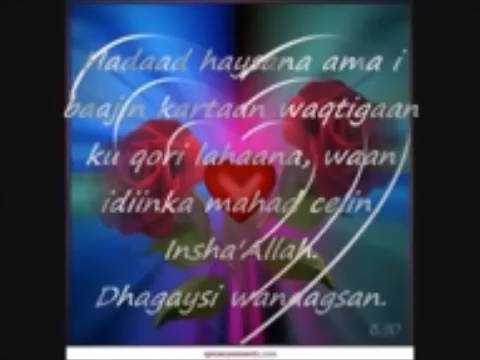 Hadaad haysana ama i
baajin kartaan waqtigaan
ku qori lahaana, waan
idiinka mahad celin
Insha'Allah.
Dhagaysi wanaagsan.